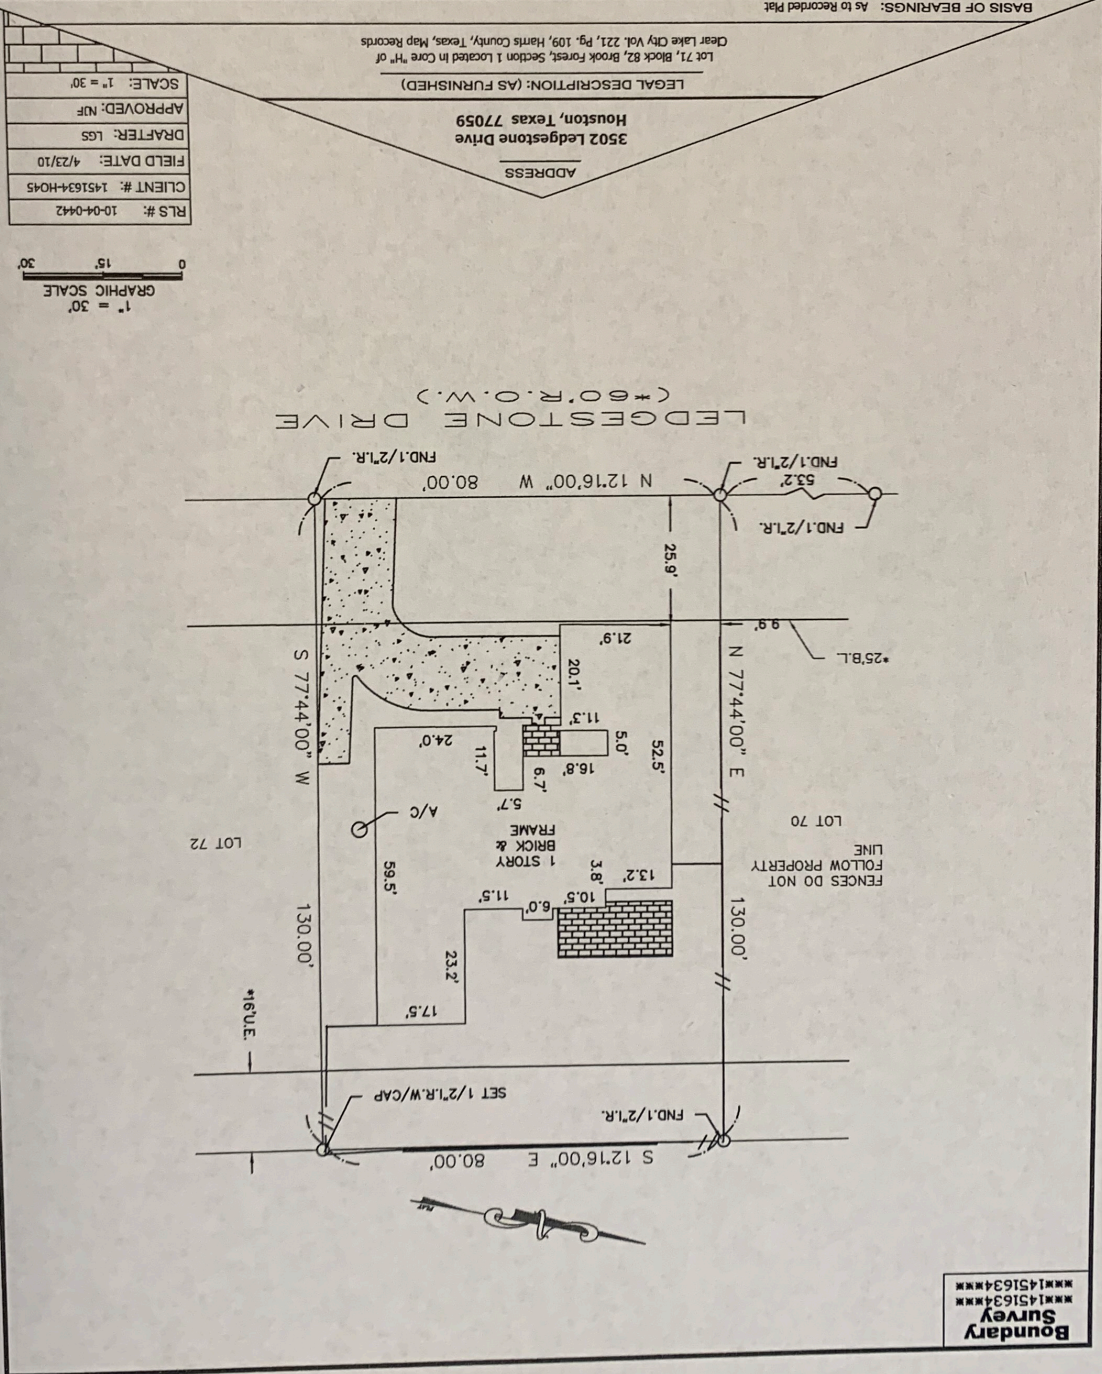 Boundary
Survey
***1451634***
***1451634***
S 12°16'00" E 80.00'
FND.1/2"I.R.
SET 1/2"I.R.W/CAP
*16'U.E.
17.5'
23.2'
130.00'
130.00'
6.0'
11.5'
10.5'
13.2'
3.8'
59.5'
FENCES DO NOT
FOLLOW PROPERTY
LINE
LOT 70
LOT 72
1 STORY
BRICK &
FRAME
A/C
5.7'
6.7'
16.8'
11.7'
5.0'
52.5'
24.0'
11.3'
N 77°44'00" E
S 77°44'00" W
20.1'
*25'B.L.
9.9'
21.9'
25.9'
FND.1/2"I.R.
53.2'
FND.1/2"I.R.
N 12°16'00" W 80.00'
FND.1/2"I.R.
LEDGESTONE DRIVE
(*60'R.O.W.)
1" = 30'
GRAPHIC SCALE
0 15' 30'
RLS #: 10-04-0442
CLIENT #: 1451634-HO45
FIELD DATE: 4/23/10
DRAFTER: LGS
APPROVED: NJF
SCALE: 1" = 30'
ADDRESS
3502 Ledgestone Drive
Houston, Texas 77059
LEGAL DESCRIPTION: (AS FURNISHED)
Lot 71, Block 82, Brook Forest, Section 1 Located in Core "H" of
Clear Lake City Vol. 221, Pg. 109, Harris County, Texas, Map Records
BASIS OF BEARINGS: As to Recorded Plat